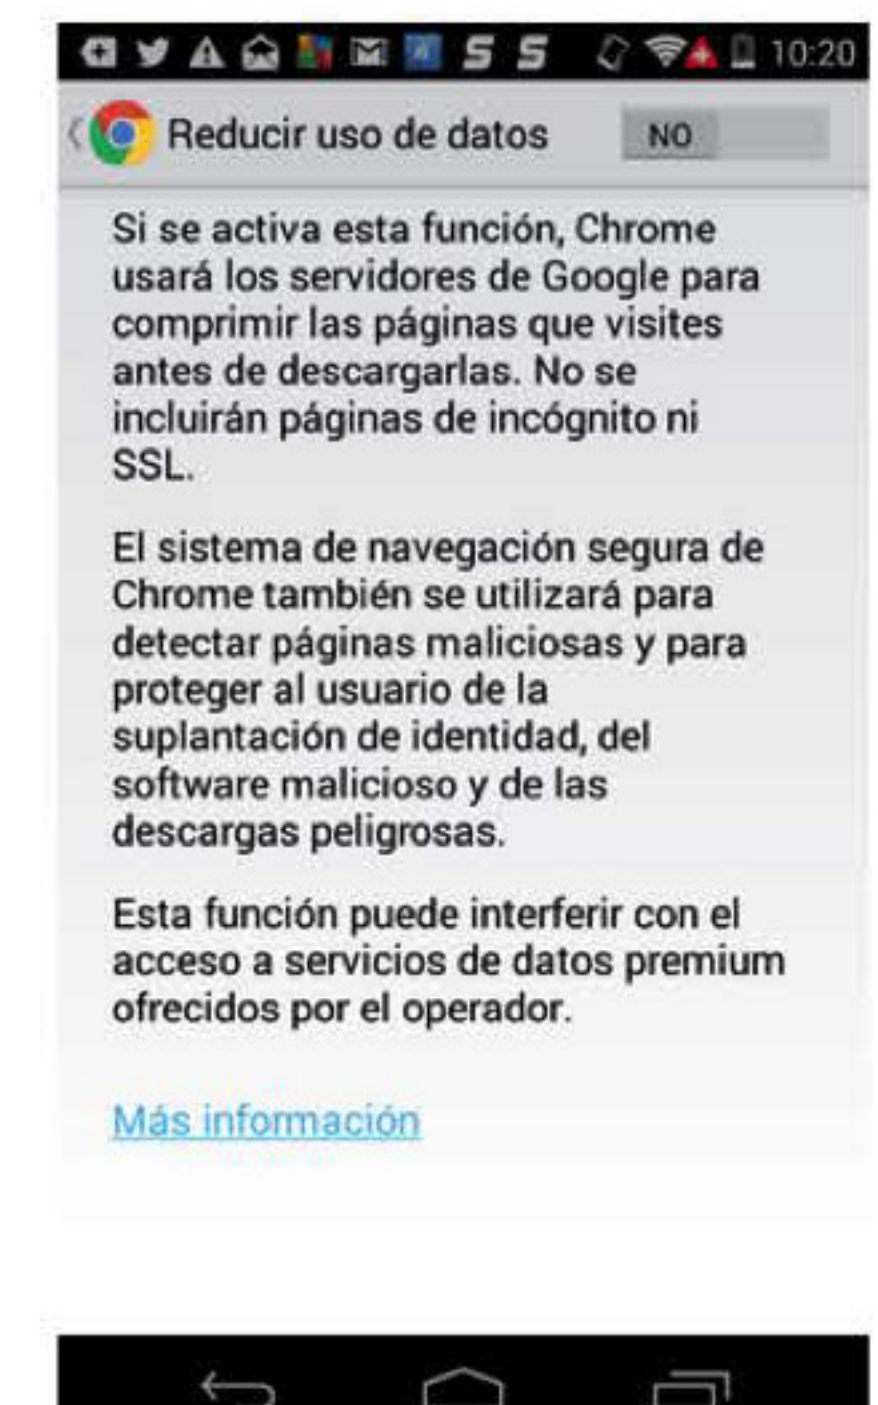 10:20
Reducir uso de datos NO
Si se activa esta función, Chrome
usará los servidores de Google para
comprimir las páginas que visites
antes de descargarlas. No se
incluirán páginas de incógnito ni
SSL.
El sistema de navegación segura de
Chrome también se utilizará para
detectar páginas maliciosas y para
proteger al usuario de la
suplantación de identidad, del
software malicioso y de las
descargas peligrosas.
Esta función puede interferir con el
acceso a servicios de datos premium
ofrecidos por el operador.
Más información